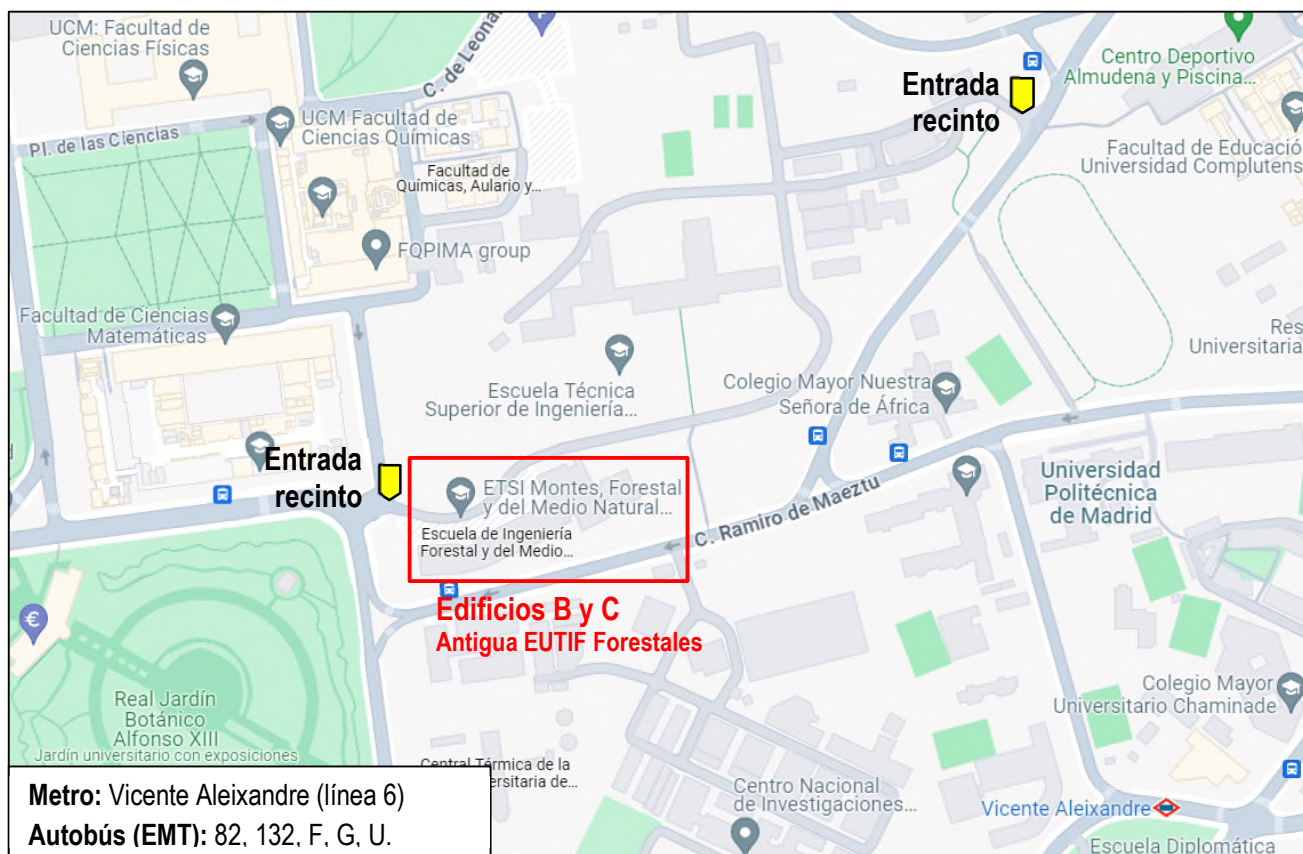 UCM: Facultad de
Ciencias Físicas
C. de Leonar
P
Centro Deportivo
Almudena y Piscina...
Entrada
recinto
Pl. de las Ciencias
UCM Facultad de
Ciencias Químicas
Facultad de
Químicas, Aulario y...
Facultad de Educació
Universidad Complutens
FQPIMA group
Facultad de Ciencias
Matemáticas
Res
Universitaria
Escuela Técnica
Superior de Ingeniería...
Colegio Mayor Nuestra
Señora de África
Entrada
recinto
ETSI Montes, Forestal
y del Medio Natural...
Escuela de Ingeniería
Forestal y del Medio...
C. Ramiro de Maeztu
Universidad
Politécnica
de Madrid
Edificios B y C
Antigua EUTIF Forestales
€
Real Jardín
Botánico
Alfonso XIII
Jardín universitario con exposiciones
Colegio Mayor
Universitario Chaminade
Central Térmica de la
ersitaria de...
Centro Nacional
de Investigaciones...
Vicente Aleixandre
Escuela Diplomática
Metro: Vicente Aleixandre (línea 6)
Autobús (EMT): 82, 132, F, G, U.